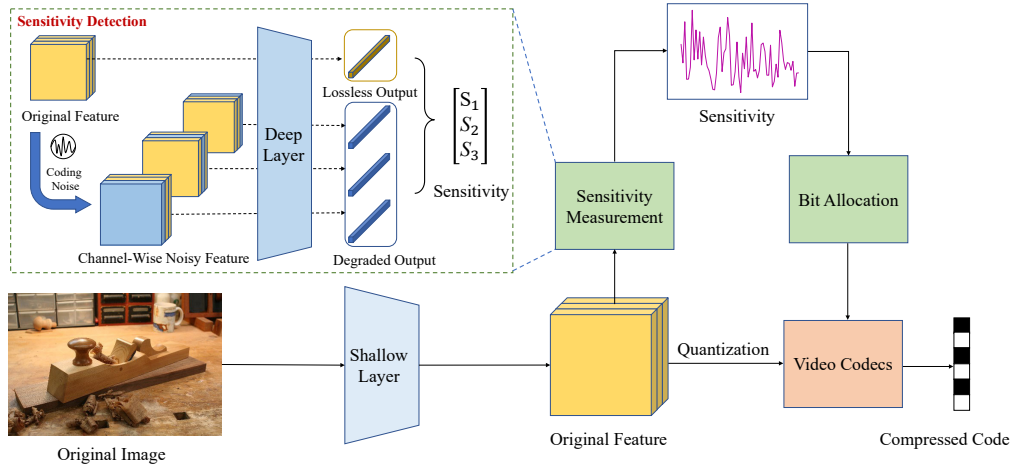 Sensitivity Detection
Original Feature
Coding
Noise
Channel-Wise Noisy Feature
Deep
Layer
Lossless Output
Degraded Output
S1
S2
S3
Sensitivity
Sensitivity
Sensitivity
Measurement
Bit Allocation
Original Image
Shallow
Layer
Original Feature
Quantization
Video Codecs
Compressed Code